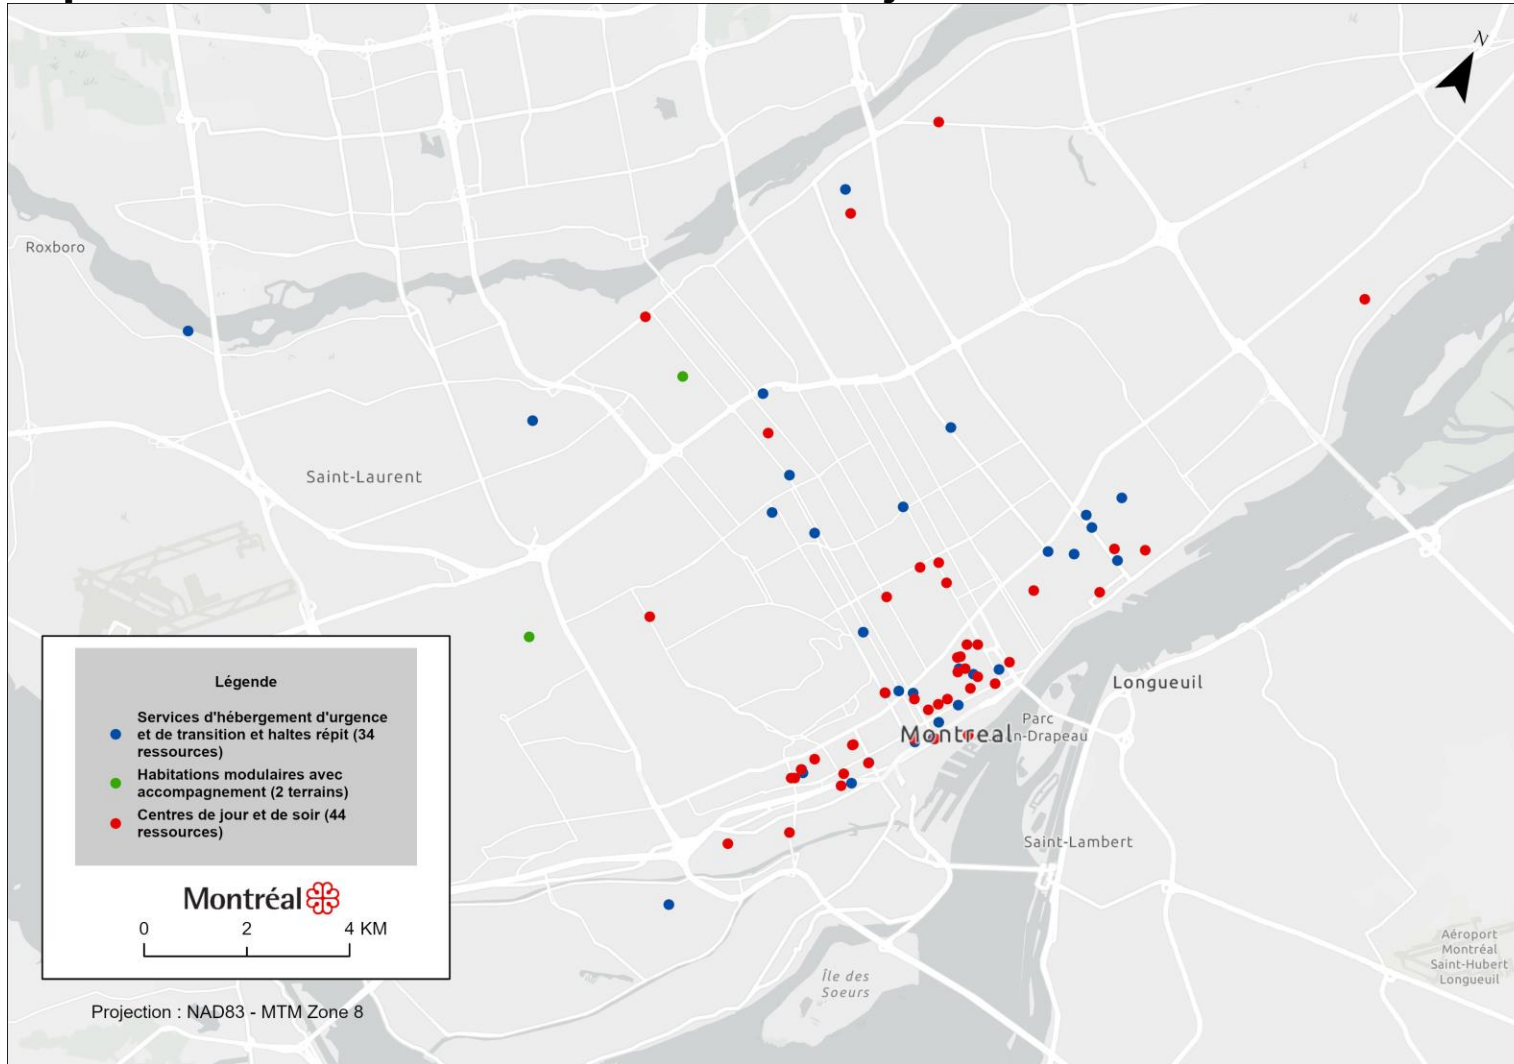 N
Roxboro
Saint-Laurent
Longueuil
Parc
n-Drapeau
Montreal
Saint-Lambert
Île des
Soeurs
Aéroport
Montréal
Saint-Hubert
Longueuil
Légende
Services d'hébergement d'urgence
et de transition et haltes répit (34
ressources)
Habitations modulaires avec
accompagnement (2 terrains)
Centres de jour et de soir (44
ressources)
Montréal
0 2 4 KM
Projection : NAD83 - MTM Zone 8